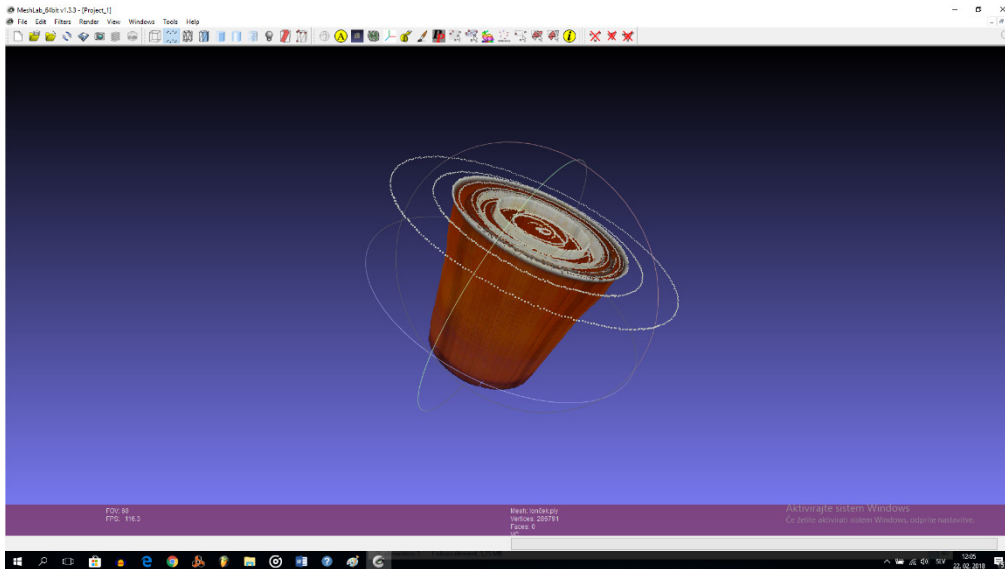 MeshLab_64bit v1.3.3 - [Project_1]
File Edit Filters Render View Windows Tools Help
FOV: 60
FPS: 116.3
Mesh: lonček.ply
Vertices: 286791
Faces: 0
VC
Aktivirajte sistem Windows
Če želite aktivirati sistem Windows, odprite nastavitve.
SLV
12:05
22. 02. 2018